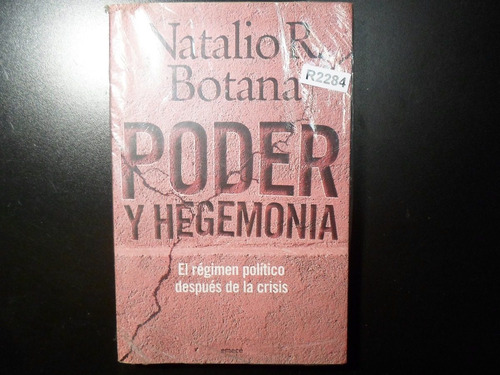 Natalio R.
Botana
R2284
PODER
Y HEGEMONIA
El régimen político
después de la crisis
emecé